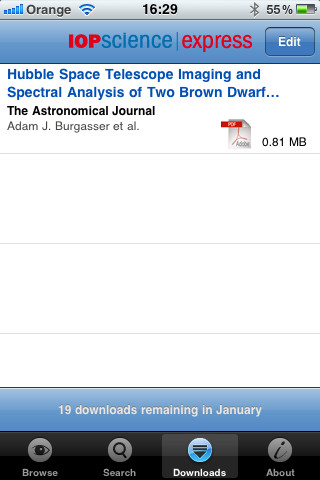 Orange 16:29 55%
IOPscience | express
Edit
Hubble Space Telescope Imaging and
Spectral Analysis of Two Brown Dwarf...
The Astronomical Journal
Adam J. Burgasser et al.
PDF
Adobe
0.81 MB
19 downloads remaining in January
Browse Search Downloads About